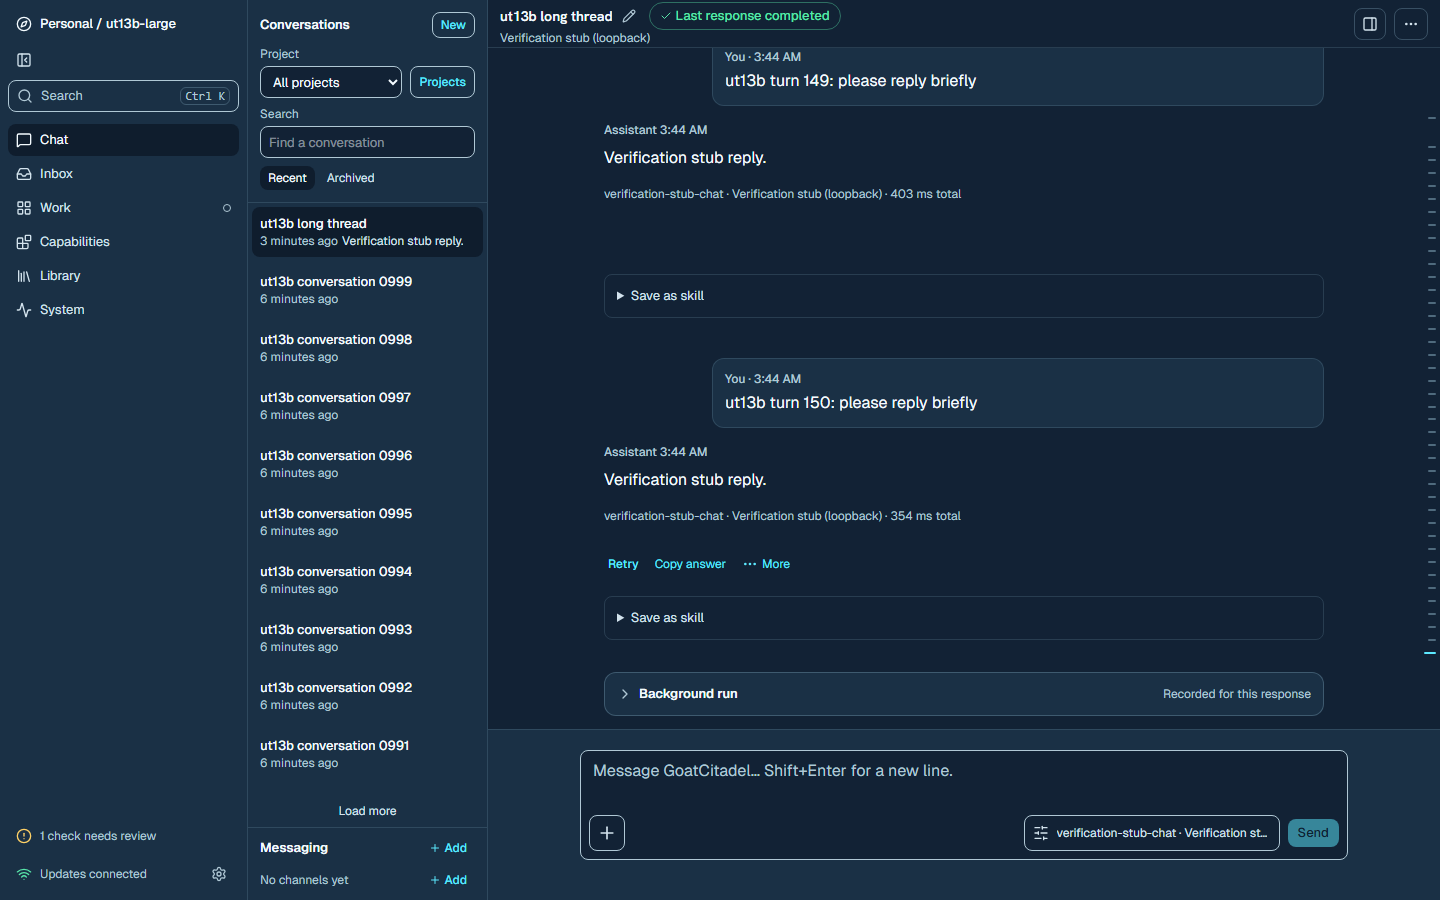 Personal / ut13b-large
Search
Ctrl K
Chat
Inbox
Work
Capabilities
Library
System
1 check needs review
Updates connected
Conversations
New
Project
All projects
Projects
Search
Find a conversation
Recent
Archived
ut13b long thread
3 minutes ago Verification stub reply.
ut13b conversation 0999
6 minutes ago
ut13b conversation 0998
6 minutes ago
ut13b conversation 0997
6 minutes ago
ut13b conversation 0996
6 minutes ago
ut13b conversation 0995
6 minutes ago
ut13b conversation 0994
6 minutes ago
ut13b conversation 0993
6 minutes ago
ut13b conversation 0992
6 minutes ago
ut13b conversation 0991
6 minutes ago
Load more
Messaging
+ Add
No channels yet
+ Add
ut13b long thread
Last response completed
Verification stub (loopback)
You · 3:44 AM
ut13b turn 149: please reply briefly
Assistant 3:44 AM
Verification stub reply.
verification-stub-chat · Verification stub (loopback) · 403 ms total
Save as skill
You · 3:44 AM
ut13b turn 150: please reply briefly
Assistant 3:44 AM
Verification stub reply.
verification-stub-chat · Verification stub (loopback) · 354 ms total
Retry
Copy answer
··· More
Save as skill
Background run
Recorded for this response
Message GoatCitadel... Shift+Enter for a new line.
verification-stub-chat · Verification st...
Send